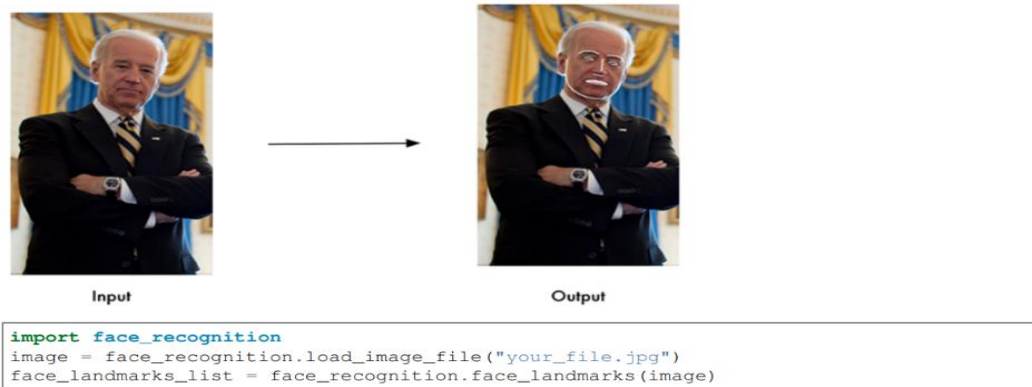 Input
Output
import face_recognition
image = face_recognition.load_image_file("your_file.jpg")
face_landmarks_list = face_recognition.face_landmarks(image)